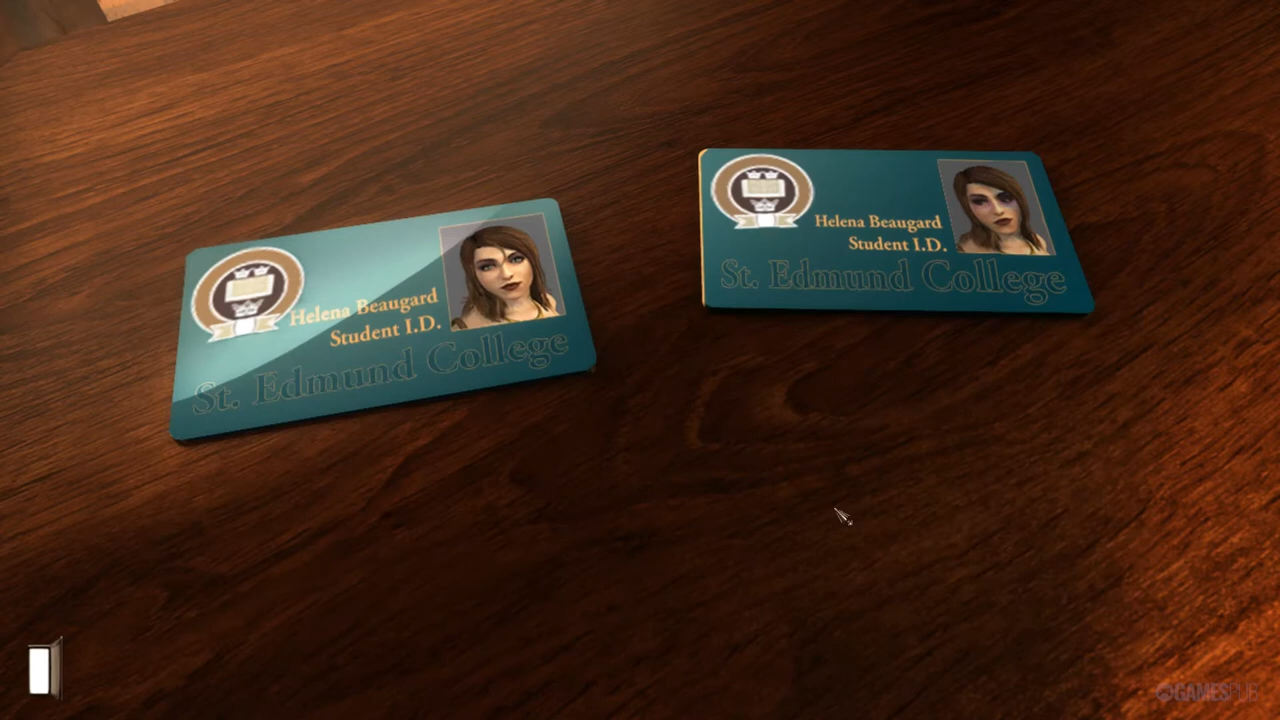 Helena Beaugard
Student I.D.
St. Edmund College
Helena Beaugard
Student I.D.
St. Edmund College
GAMESPUB